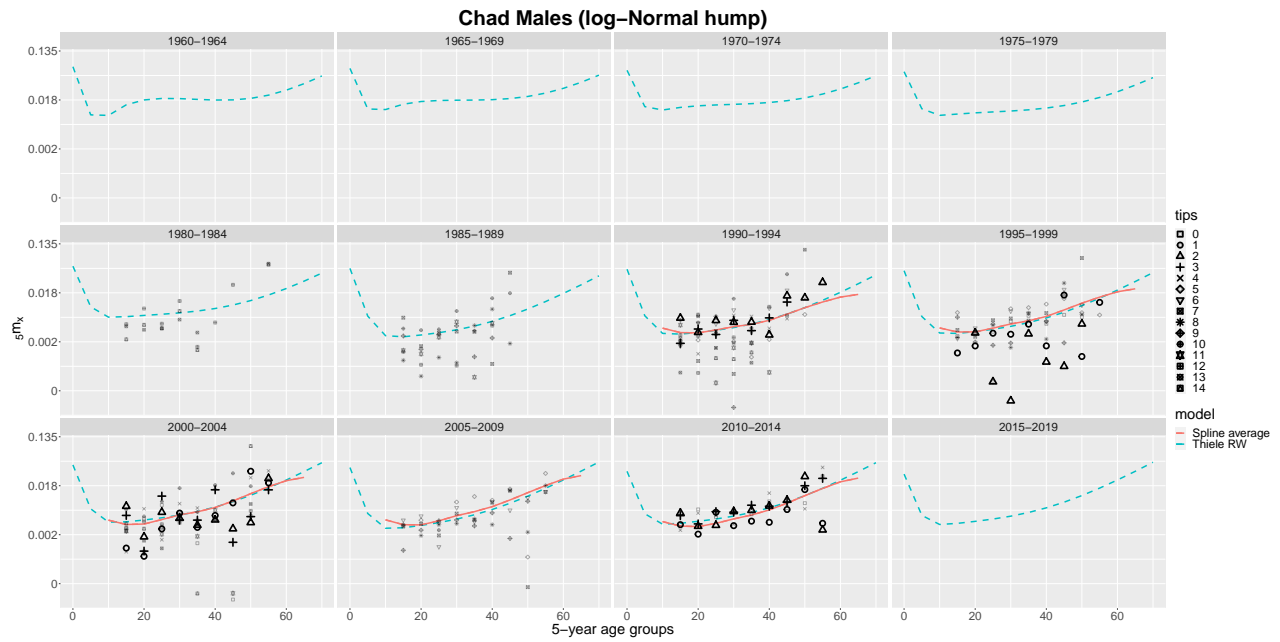 Chad Males (log−Normal hump)
1960−1964 1965−1969 1970−1974 1975−1979
0.135
0.018
0.002
0
1980−1984 1985−1989 1990−1994 1995−1999
0.135
0.018
0.002
0
2000−2004 2005−2009 2010−2014 2015−2019
0.135
0.018
0.002
0
0 20 40 60 0 20 40 60 0 20 40 60 0 20 40 60
5−year age groups
5mx
tips
0
1
2
3
4
5
6
7
8
9
10
11
12
13
14
model
Spline average
Thiele RW